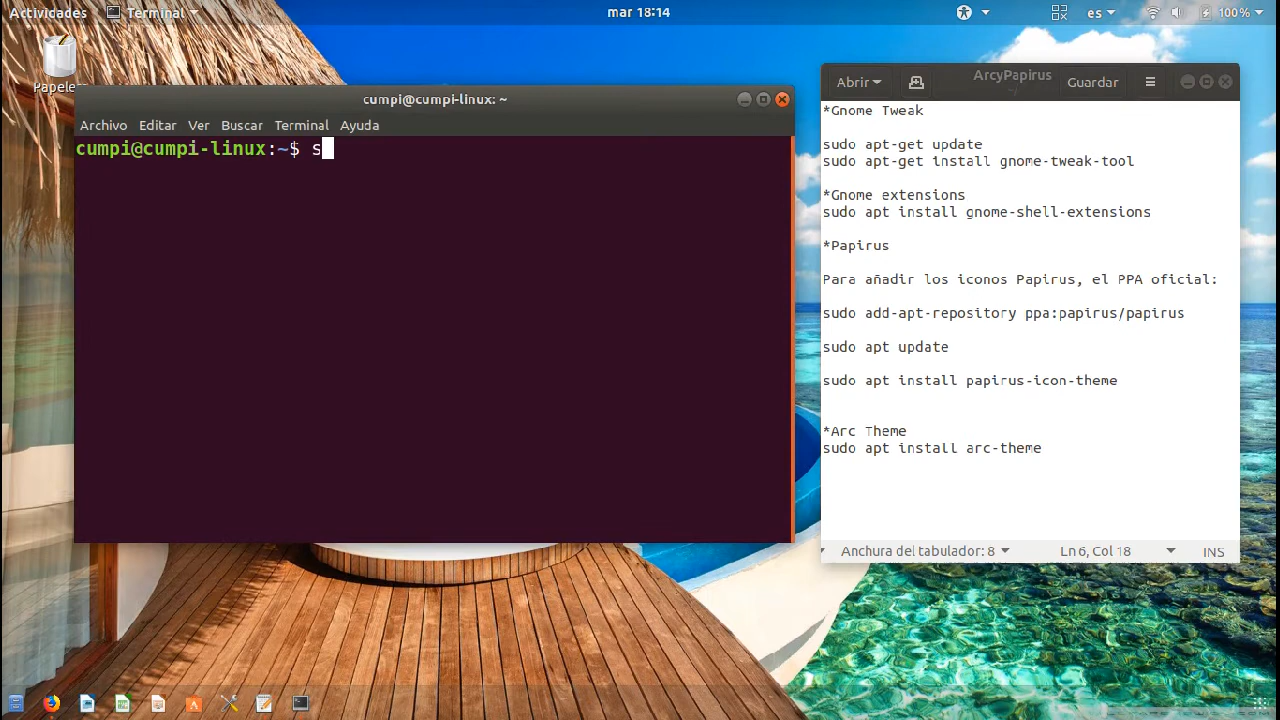 Actividades
Terminal
mar 18:14
es
100%
Papele
cumpi@cumpi-linux: ~
Archivo Editar Ver Buscar Terminal Ayuda
cumpi@cumpi-linux:~$ s
Abrir
ArcyPapirus
~/
Guardar
*Gnome Tweak
sudo apt-get update
sudo apt-get install gnome-tweak-tool
*Gnome extensions
sudo apt install gnome-shell-extensions
*Papirus
Para añadir los iconos Papirus, el PPA oficial:
sudo add-apt-repository ppa:papirus/papirus
sudo apt update
sudo apt install papirus-icon-theme
*Arc Theme
sudo apt install arc-theme
Anchura del tabulador: 8
Ln 6, Col 18
INS